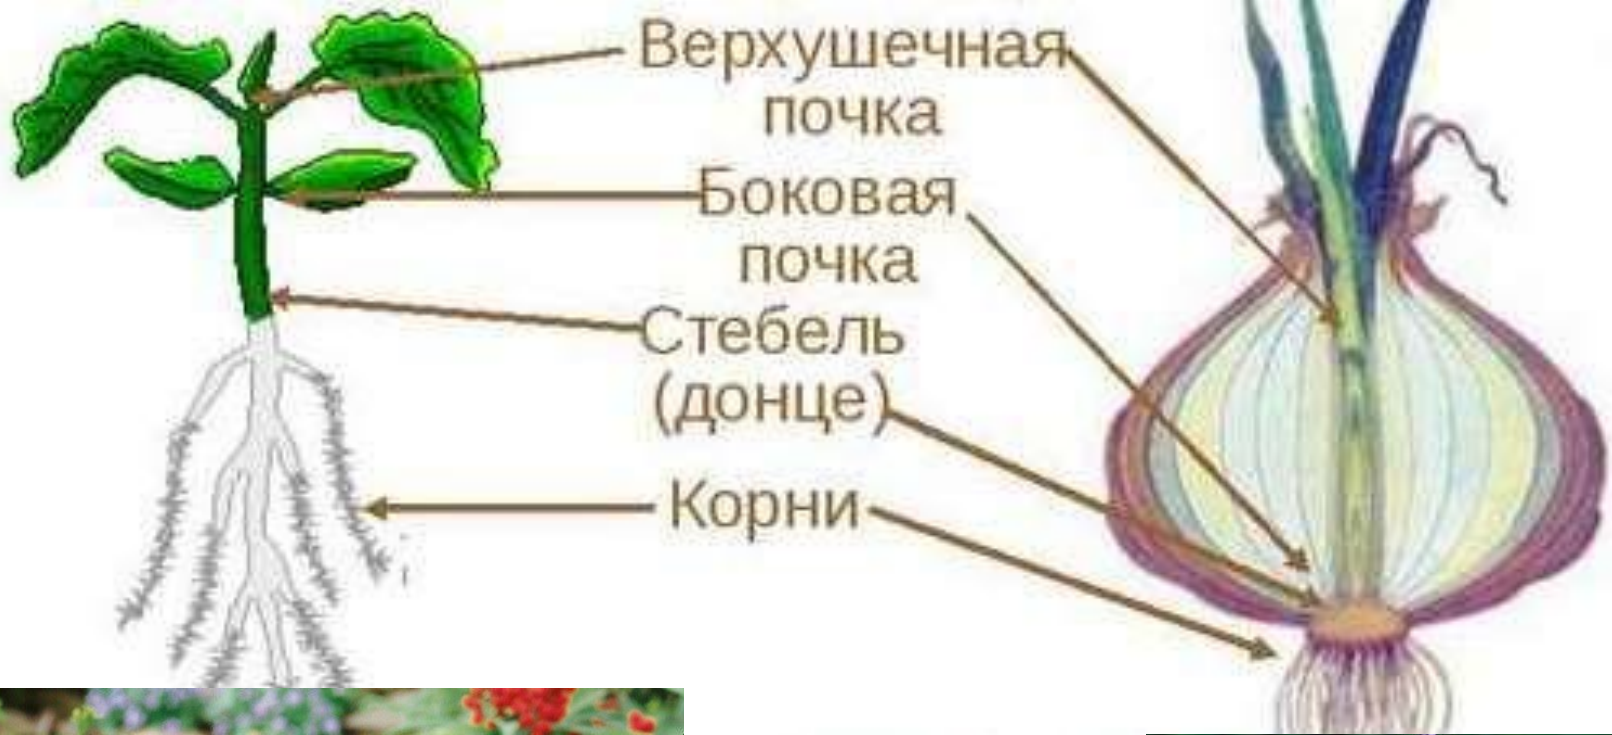 Верхушечная
почка
Боковая
почка
Стебель
(донце)
Корни